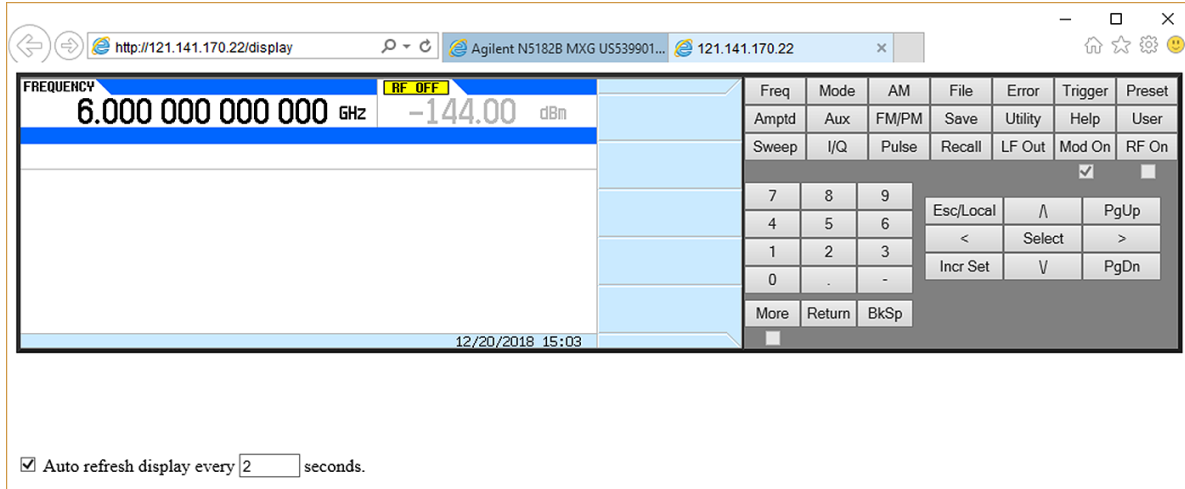 http://121.141.170.22/display
Agilent N5182B MXG US539901...
121.141.170.22
FREQUENCY
6.000 000 000 000 GHz
RF OFF
-144.00 dBm
12/20/2018 15:03
Freq Mode AM File Error Trigger Preset
Amptd Aux FM/PM Save Utility Help User
Sweep I/Q Pulse Recall LF Out Mod On RF On
7 8 9
4 5 6
1 2 3
0 . -
More Return BkSp
Esc/Local /\ PgUp
< Select >
Incr Set \/ PgDn
Auto refresh display every 2 seconds.